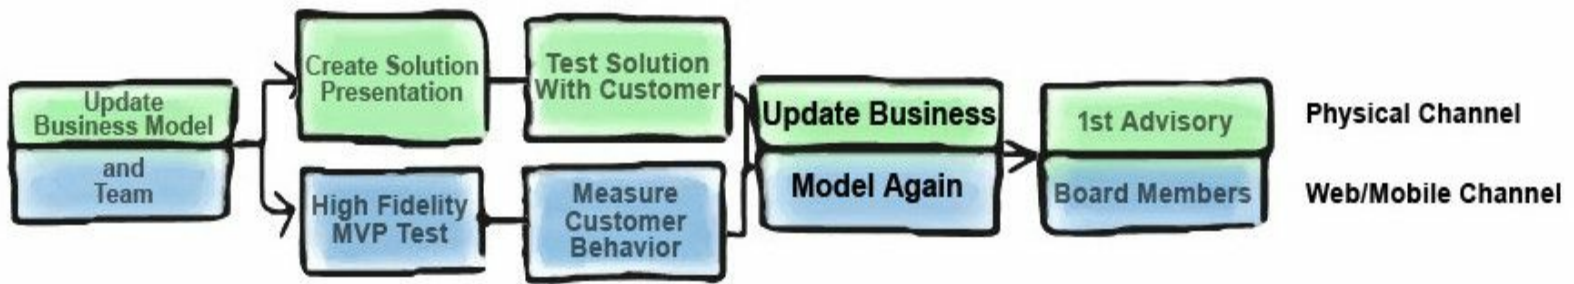 Update
Business Model
and
Team
Create Solution
Presentation
Test Solution
With Customer
High Fidelity
MVP Test
Measure
Customer
Behavior
Update Business
Model Again
1st Advisory
Board Members
Physical Channel
Web/Mobile Channel